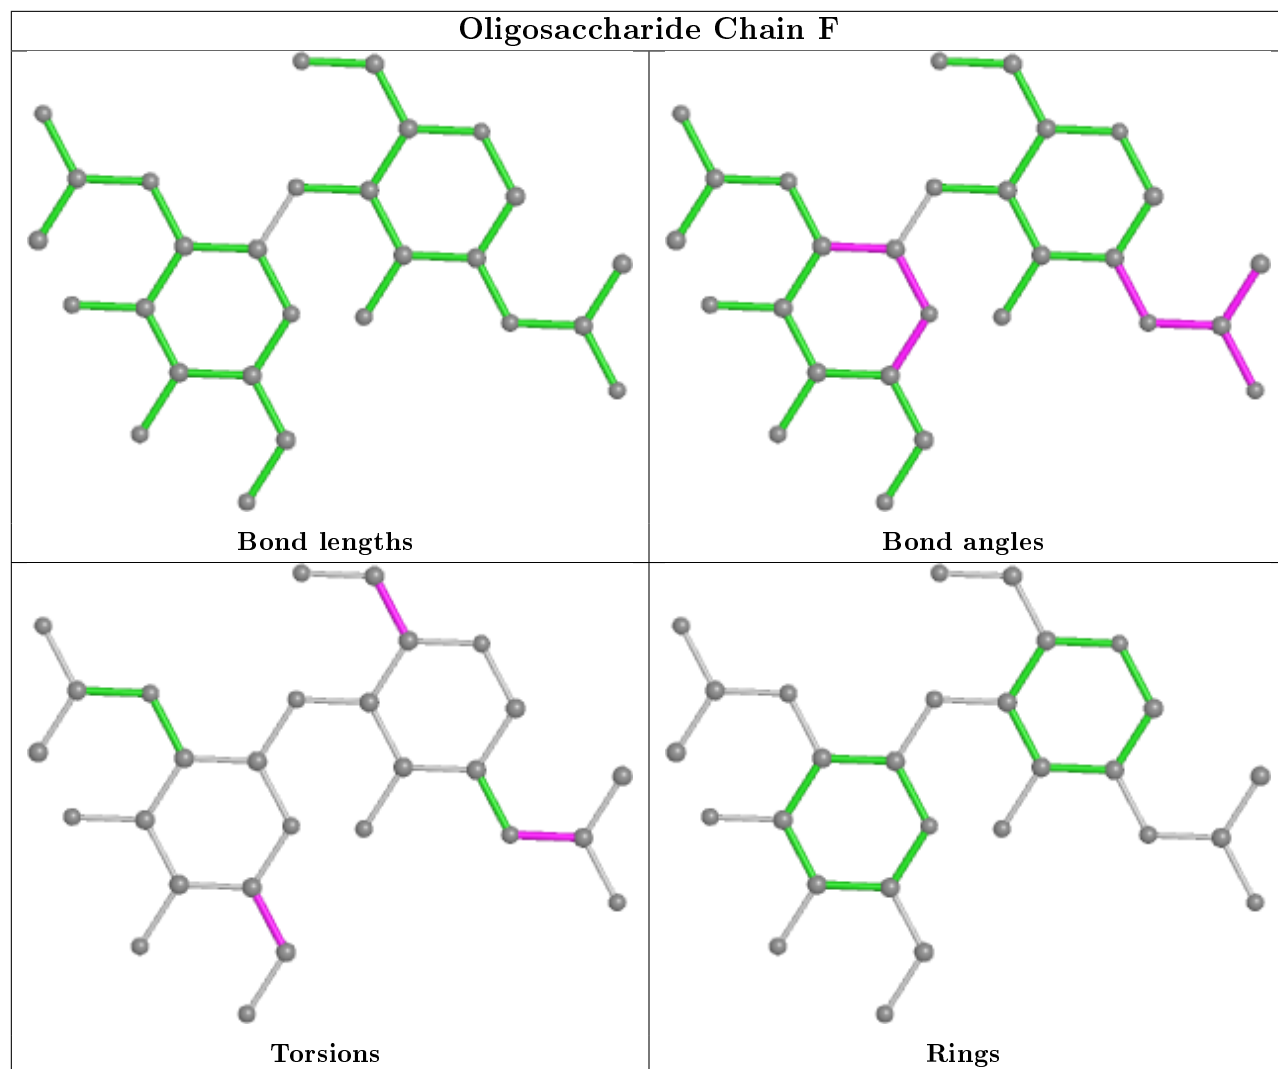 Oligosaccharide Chain F
Bond lengths
Bond angles
Torsions
Rings